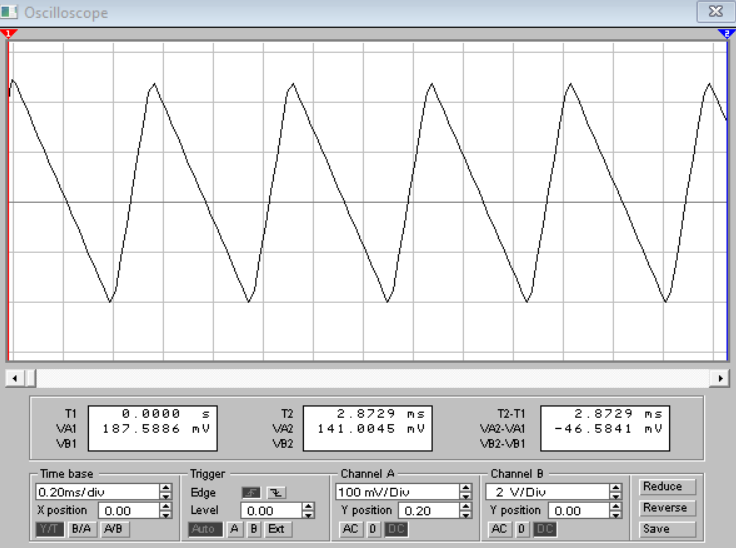 Oscilloscope
1 2
T1 0.0000 s T2 2.8729 ms T2-T1 2.8729 ms
VA1 187.5886 mV VA2 141.0045 mV VA2-VA1 -46.5841 mV
VB1 VB2 VB2-VB1
Time base Trigger Channel A Channel B
0.20ms/div Edge 100 mV/Div 2 V/Div Reduce
X position 0.00 Level 0.00 Y position 0.20 Y position 0.00 Reverse
Y/T B/A A/B Auto A B Ext AC 0 DC AC 0 DC Save